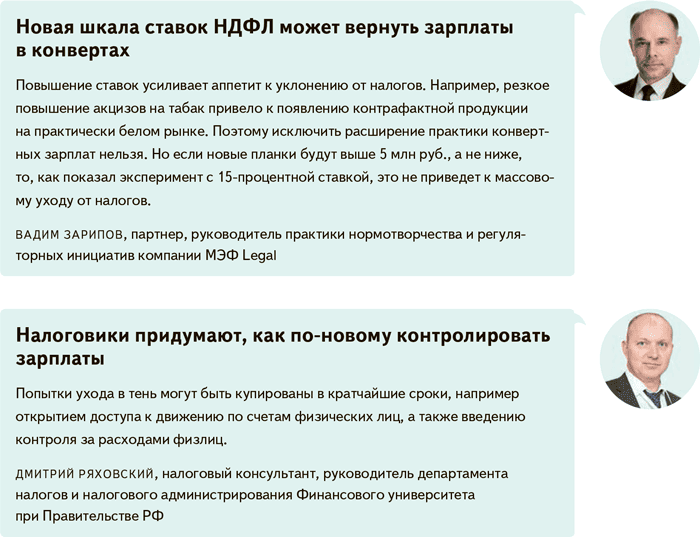 Новая шкала ставок НДФЛ может вернуть зарплаты
в конвертах
Повышение ставок усиливает аппетит к уклонению от налогов. Например, резкое
повышение акцизов на табак привело к появлению контрафактной продукции
на практически белом рынке. Поэтому исключить расширение практики конверт-
ных зарплат нельзя. Но если новые планки будут выше 5 млн руб., а не ниже,
то, как показал эксперимент с 15-процентной ставкой, это не приведет к массово-
му уходу от налогов.
ВАДИМ ЗАРИПОВ, партнер, руководитель практики нормотворчества и регуля-
торных инициатив компании МЭФ Legal
Налоговики придумают, как по-новому контролировать
зарплаты
Попытки ухода в тень могут быть купированы в кратчайшие сроки, например
открытием доступа к движению по счетам физических лиц, а также введению
контроля за расходами физлиц.
ДМИТРИЙ РЯХОВСКИЙ, налоговый консультант, руководитель департамента
налогов и налогового администрирования Финансового университета
при Правительстве РФ